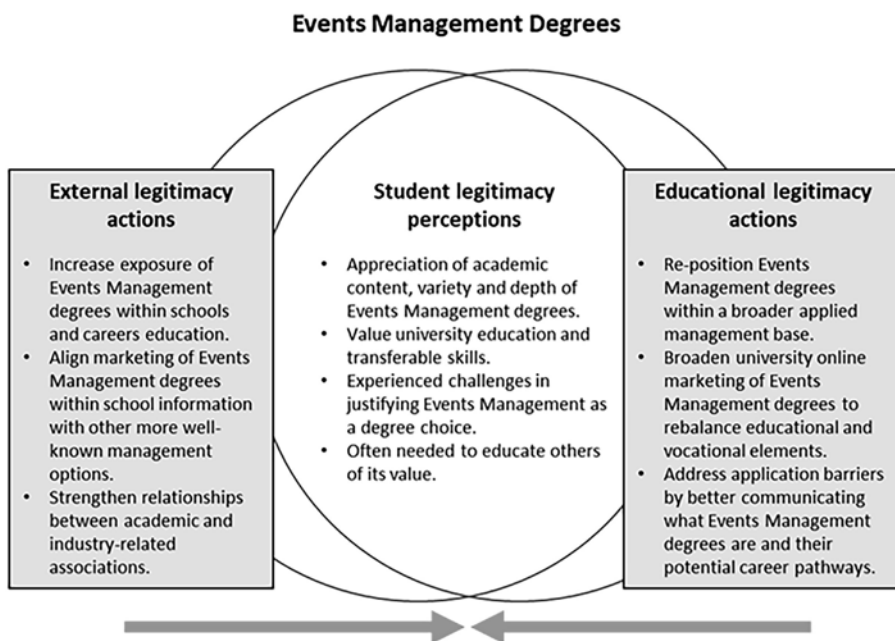 Events Management Degrees
External legitimacy
actions
• Increase exposure of
Events Management
degrees within schools
and careers education.
• Align marketing of Events
Management degrees
within school information
with other more well-
known management
options.
• Strengthen relationships
between academic and
industry-related
associations.
Student legitimacy
perceptions
• Appreciation of academic
content, variety and depth of
Events Management degrees.
• Value university education and
transferable skills.
• Experienced challenges in
justifying Events Management as
a degree choice.
• Often needed to educate others
of its value.
Educational legitimacy
actions
• Re-position Events
Management degrees
within a broader applied
management base.
• Broaden university online
marketing of Events
Management degrees to
rebalance educational and
vocational elements.
• Address application barriers
by better communicating
what Events Management
degrees are and their
potential career pathways.